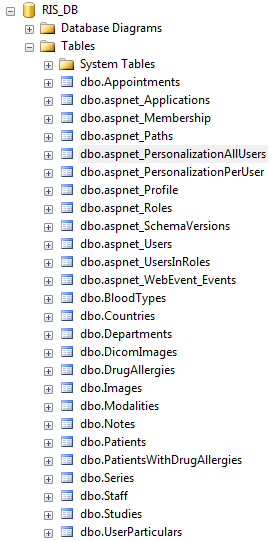 RIS_DB
Database Diagrams
Tables
System Tables
dbo.Appointments
dbo.aspnet_Applications
dbo.aspnet_Membership
dbo.aspnet_Paths
dbo.aspnet_PersonalizationAllUsers
dbo.aspnet_PersonalizationPerUser
dbo.aspnet_Profile
dbo.aspnet_Roles
dbo.aspnet_SchemaVersions
dbo.aspnet_Users
dbo.aspnet_UsersInRoles
dbo.aspnet_WebEvent_Events
dbo.BloodTypes
dbo.Countries
dbo.Departments
dbo.DicomImages
dbo.DrugAllergies
dbo.Images
dbo.Modalities
dbo.Notes
dbo.Patients
dbo.PatientsWithDrugAllergies
dbo.Series
dbo.Staff
dbo.Studies
dbo.UserParticulars